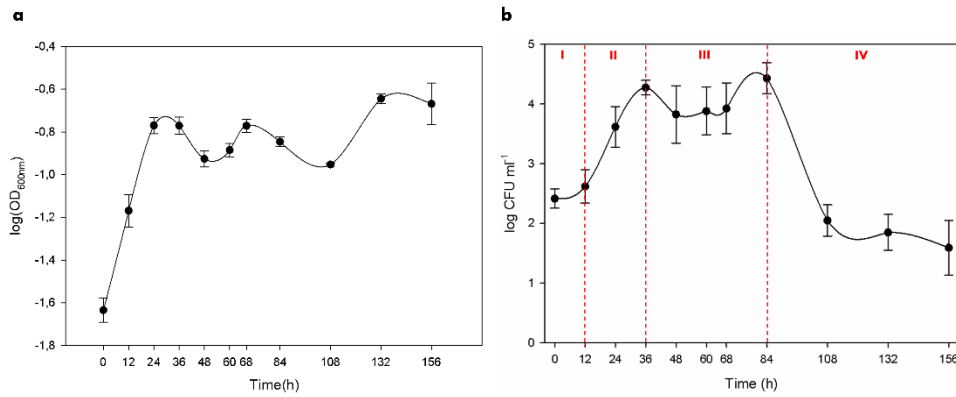 a
-0,4
-0,6
-0,8
-1,0
-1,2
-1,4
-1,6
-1,8
log(OD600nm)
0 12 24 36 48 60 68 84 108 132 156
Time(h)
b
I II III IV
5
4
3
2
1
0
log CFU ml-1
0 12 24 36 48 60 68 84 108 132 156
Time (h)